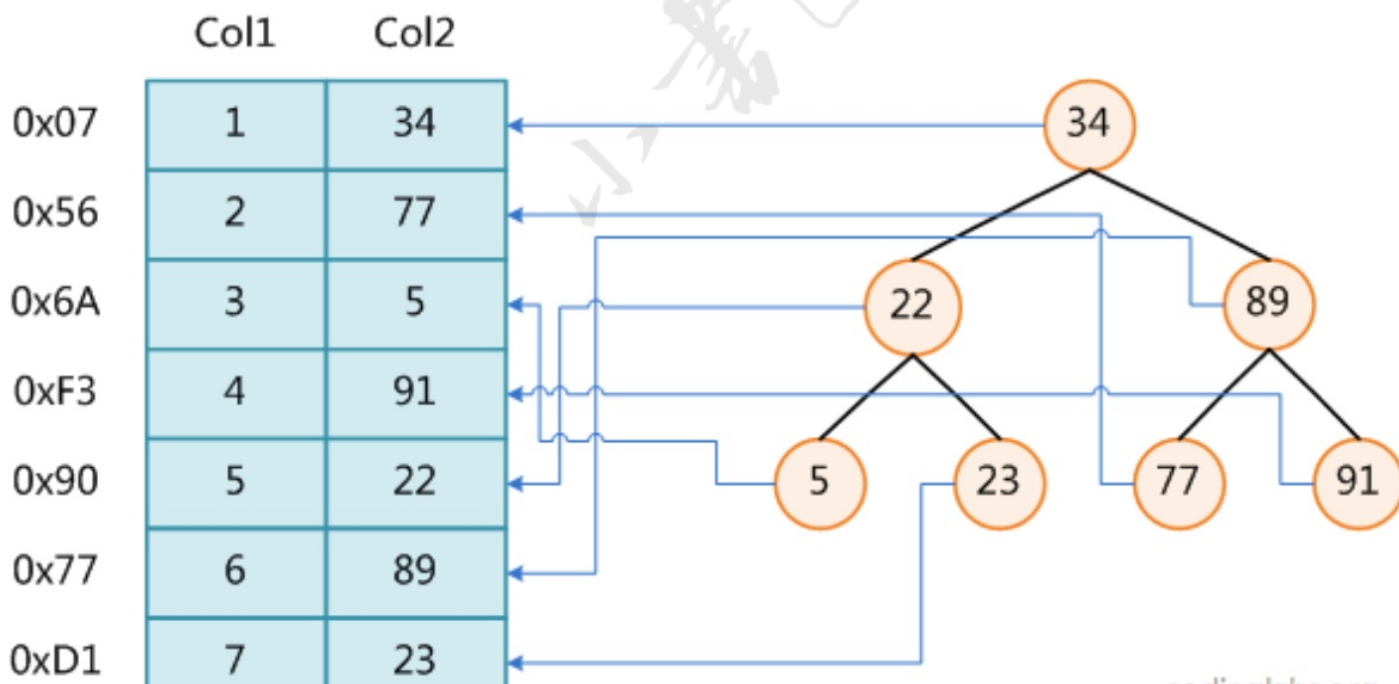 Col1 Col2
0x07 1 34 34
0x56 2 77
0x6A 3 5 22 89
0xF3 4 91
0x90 5 22 5 23 77 91
0x77 6 89
0xD1 7 23